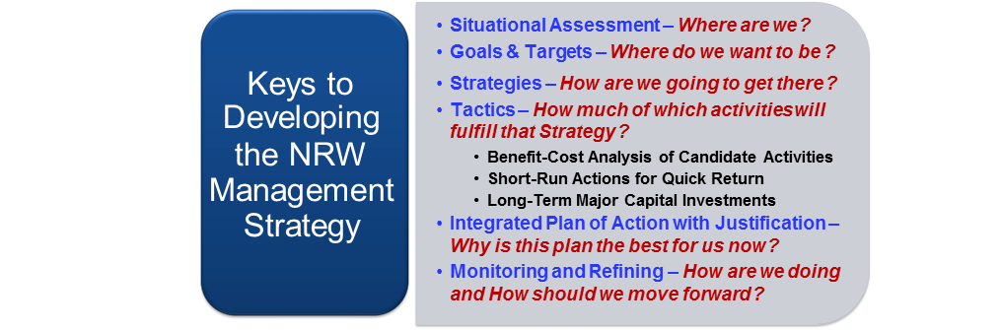 Keys to
Developing
the NRW
Management
Strategy
• Situational Assessment – Where are we?
• Goals & Targets – Where do we want to be?
• Strategies – How are we going to get there?
• Tactics – How much of which activities will
fulfill that Strategy?
• Benefit-Cost Analysis of Candidate Activities
• Short-Run Actions for Quick Return
• Long-Term Major Capital Investments
• Integrated Plan of Action with Justification –
Why is this plan the best for us now?
• Monitoring and Refining – How are we doing
and How should we move forward?